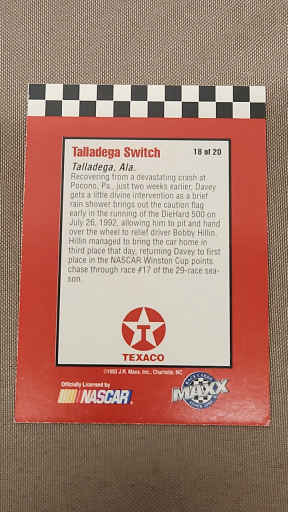 Talladega Switch 18 of 20
Talladega, Ala.
Recovering from a devastating crash at
Pocono, Pa., just two weeks earlier, Davey
gets a little divine intervention as a brief
rain shower brings out the caution flag
early in the running of the DieHard 500 on
July 26, 1992, allowing him to pit and hand
over the wheel to relief driver Bobby Hillin.
Hillin managed to bring the car home in
third place that day, returning Davey to first
place in the NASCAR Winston Cup points
chase through race #17 of the 29-race sea-
son.
T
TEXACO
©1993 J.R. Maxx, Inc., Charlotte, NC
Officially Licensed by
NASCAR
MAXX